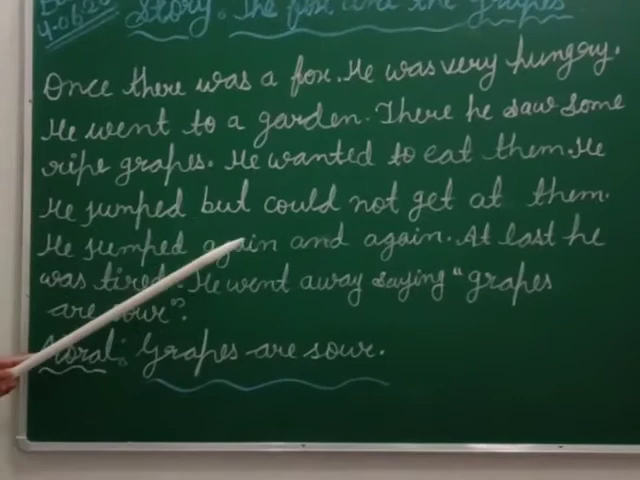 4.06.20
Story: The fox and the grapes
Once there was a fox. He was very hungry.
He went to a garden. There he saw some
ripe grapes. He wanted to eat them. He
He jumped but could not get at them.
He jumped again and again. At last he
was tired. He went away saying "grapes
are sour".
Moral: Grapes are sour.